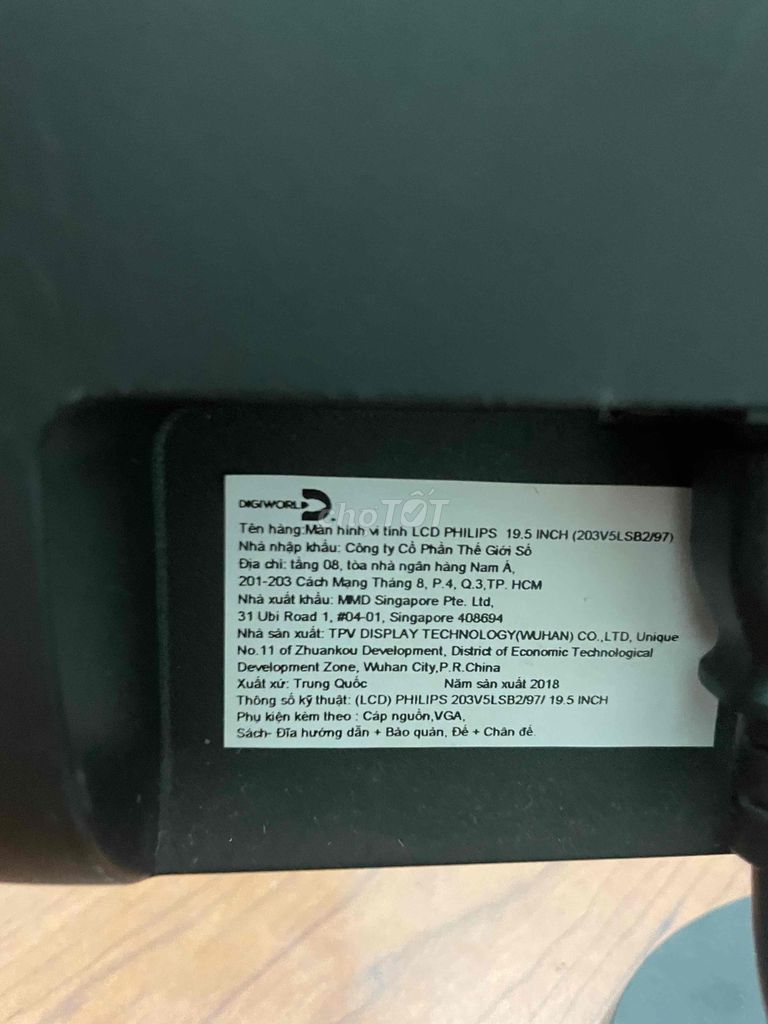 DIGIWORLD
choTỐT
Tên hàng:Màn hình vi tính LCD PHILIPS 19.5 INCH (203V5LSB2/97)
Nhà nhập khẩu: Công ty Cổ Phần Thế Giới Số
Địa chỉ: tầng 08, tòa nhà ngân hàng Nam Á,
201-203 Cách Mạng Tháng 8, P.4, Q.3,TP. HCM
Nhà xuất khẩu: MMD Singapore Pte. Ltd,
31 Ubi Road 1, #04-01, Singapore 408694
Nhà sản xuất: TPV DISPLAY TECHNOLOGY(WUHAN) CO.,LTD, Unique
No.11 of Zhuankou Development, District of Economic Technological
Development Zone, Wuhan City,P.R.China
Xuất xứ: Trung Quốc Năm sản xuất 2018
Thông số kỹ thuật: (LCD) PHILIPS 203V5LSB2/97/ 19.5 INCH
Phụ kiện kèm theo : Cáp nguồn,VGA,
Sách- Đĩa hướng dẫn + Bảo quản, Đế + Chân đế.